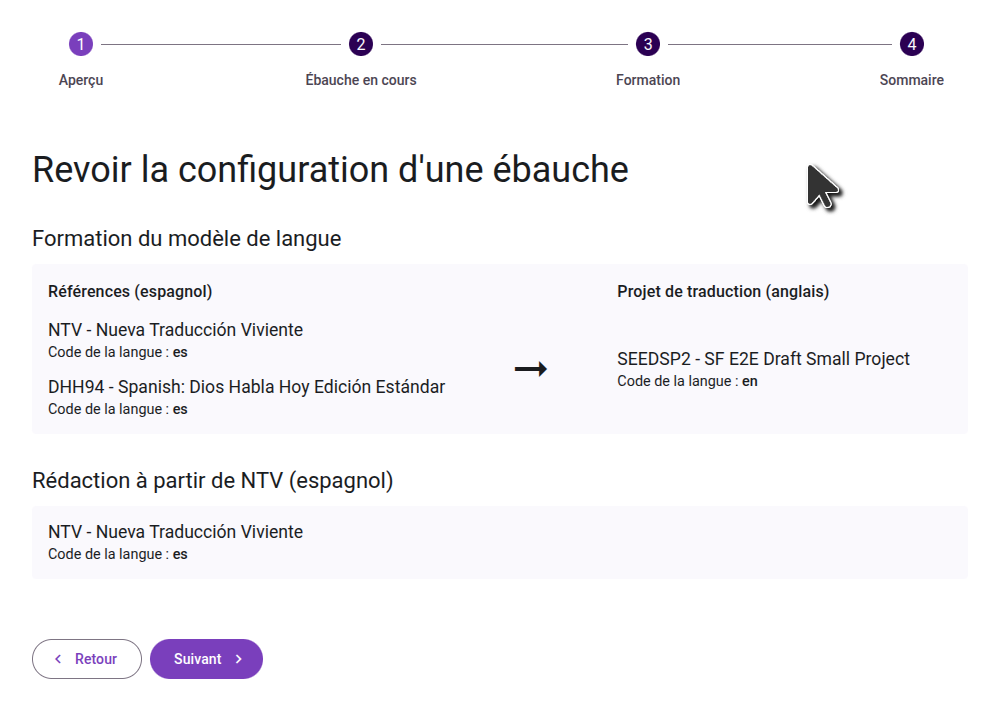 1
2
3
4
Aperçu
Ébauche en cours
Formation
Sommaire
Revoir la configuration d'une ébauche
Formation du modèle de langue
Références (espagnol)
Projet de traduction (anglais)
NTV - Nueva Traducción Viviente
Code de la langue : es
DHH94 - Spanish: Dios Habla Hoy Edición Estándar
Code de la langue : es
SEEDSP2 - SF E2E Draft Small Project
Code de la langue : en
Rédaction à partir de NTV (espagnol)
NTV - Nueva Traducción Viviente
Code de la langue : es
Retour
Suivant